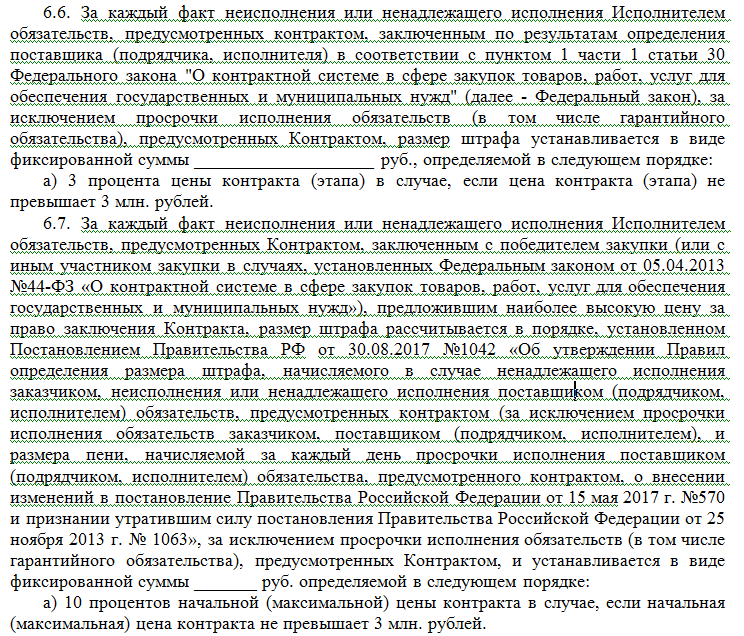 6.6. За каждый факт неисполнения или ненадлежащего исполнения Исполнителем
обязательств, предусмотренных контрактом, заключенным по результатам определения
поставщика (подрядчика, исполнителя) в соответствии с пунктом 1 части 1 статьи 30
Федерального закона "О контрактной системе в сфере закупок товаров, работ, услуг для
обеспечения государственных и муниципальных нужд" (далее - Федеральный закон), за
исключением просрочки исполнения обязательств (в том числе гарантийного
обязательства), предусмотренных Контрактом, размер штрафа устанавливается в виде
фиксированной суммы ____________________ руб., определяемой в следующем порядке:
а) 3 процента цены контракта (этапа) в случае, если цена контракта (этапа) не
превышает 3 млн. рублей.
6.7. За каждый факт неисполнения или ненадлежащего исполнения Исполнителем
обязательств, предусмотренных Контрактом, заключенным с победителем закупки (или с
иным участником закупки в случаях, установленных Федеральным законом от 05.04.2013
№44-ФЗ «О контрактной системе в сфере закупок товаров, работ, услуг для обеспечения
государственных и муниципальных нужд»), предложившим наиболее высокую цену за
право заключения Контракта, размер штрафа рассчитывается в порядке, установленном
Постановлением Правительства РФ от 30.08.2017 №1042 «Об утверждении Правил
определения размера штрафа, начисляемого в случае ненадлежащего исполнения
заказчиком, неисполнения или ненадлежащего исполнения поставщиком (подрядчиком,
исполнителем) обязательств, предусмотренных контрактом (за исключением просрочки
исполнения обязательств заказчиком, поставщиком (подрядчиком, исполнителем), и
размера пени, начисляемой за каждый день просрочки исполнения поставщиком
(подрядчиком, исполнителем) обязательства, предусмотренного контрактом, о внесении
изменений в постановление Правительства Российской Федерации от 15 мая 2017 г. №570
и признании утратившим силу постановления Правительства Российской Федерации от 25
ноября 2013 г. № 1063», за исключением просрочки исполнения обязательств (в том числе
гарантийного обязательства), предусмотренных Контрактом, и устанавливается в виде
фиксированной суммы _______ руб. определяемой в следующем порядке:
а) 10 процентов начальной (максимальной) цены контракта в случае, если начальная
(максимальная) цена контракта не превышает 3 млн. рублей.